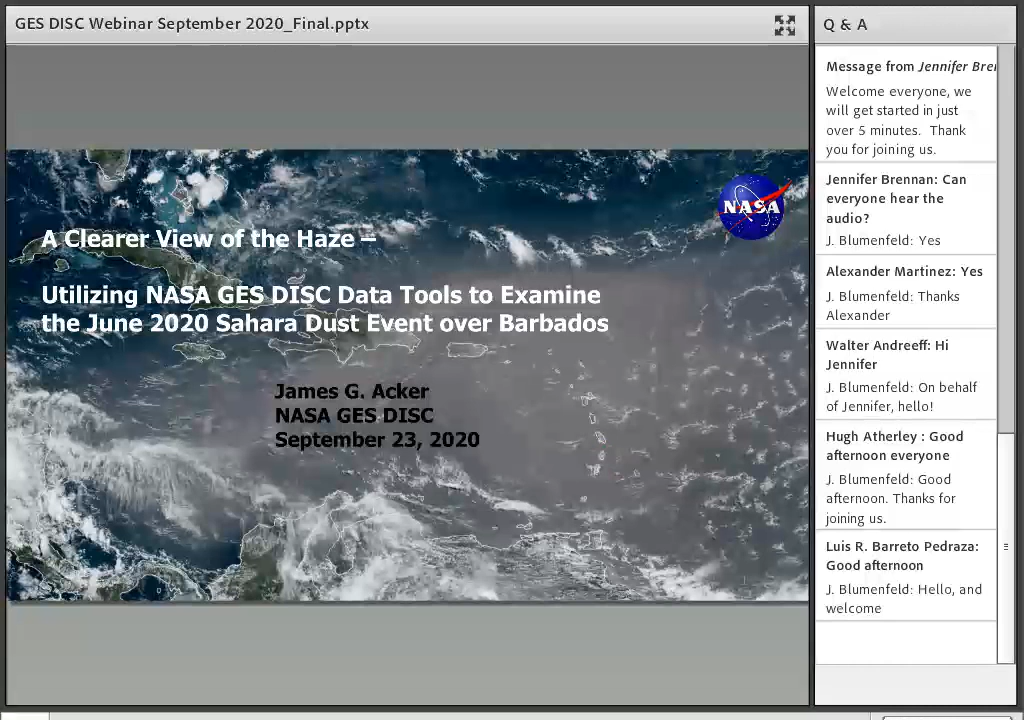 GES DISC Webinar September 2020_Final.pptx
NASA
A Clearer View of the Haze –
Utilizing NASA GES DISC Data Tools to Examine
the June 2020 Sahara Dust Event over Barbados
James G. Acker
NASA GES DISC
September 23, 2020
Q & A
Message from Jennifer Bre
Welcome everyone, we
will get started in just
over 5 minutes.  Thank
you for joining us.
Jennifer Brennan: Can
everyone hear the
audio?
J. Blumenfeld: Yes
Alexander Martinez: Yes
J. Blumenfeld: Thanks
Alexander
Walter Andreeff: Hi
Jennifer
J. Blumenfeld: On behalf
of Jennifer, hello!
Hugh Atherley : Good
afternoon everyone
J. Blumenfeld: Good
afternoon. Thanks for
joining us.
Luis R. Barreto Pedraza:
Good afternoon
J. Blumenfeld: Hello, and
welcome